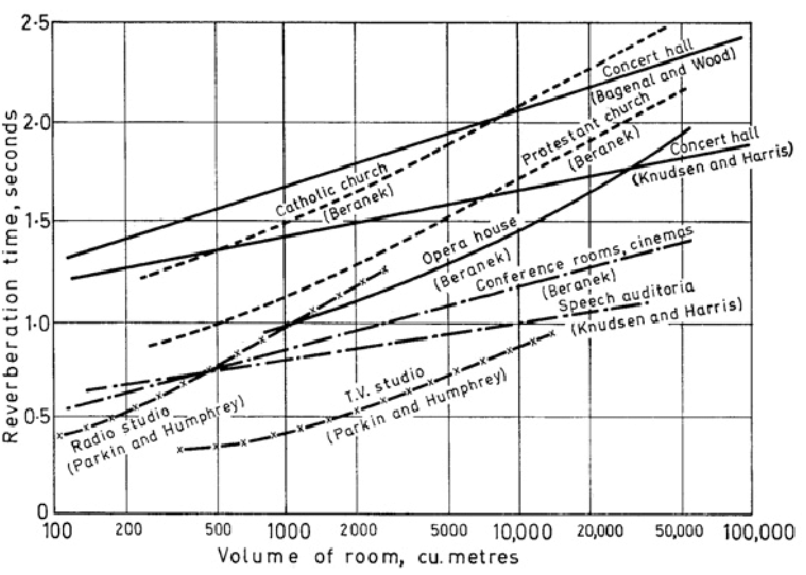 2·5
2·0
1·5
1·0
0·5
0
Reverberation time, seconds
Concert hall
(Bagenal and Wood)
Protestant church
(Beranek)
Concert hall
(Knudsen and Harris)
Catholic church
(Beranek)
Opera house
(Beranek)
Conference rooms, cinemas
(Beranek)
Speech auditoria
(Knudsen and Harris)
T.V. studio
(Parkin and Humphrey)
Radio studio
(Parkin and Humphrey)
100 200 500 1000 2000 5000 10,000 20,000 50,000 100,000
Volume of room, cu. metres